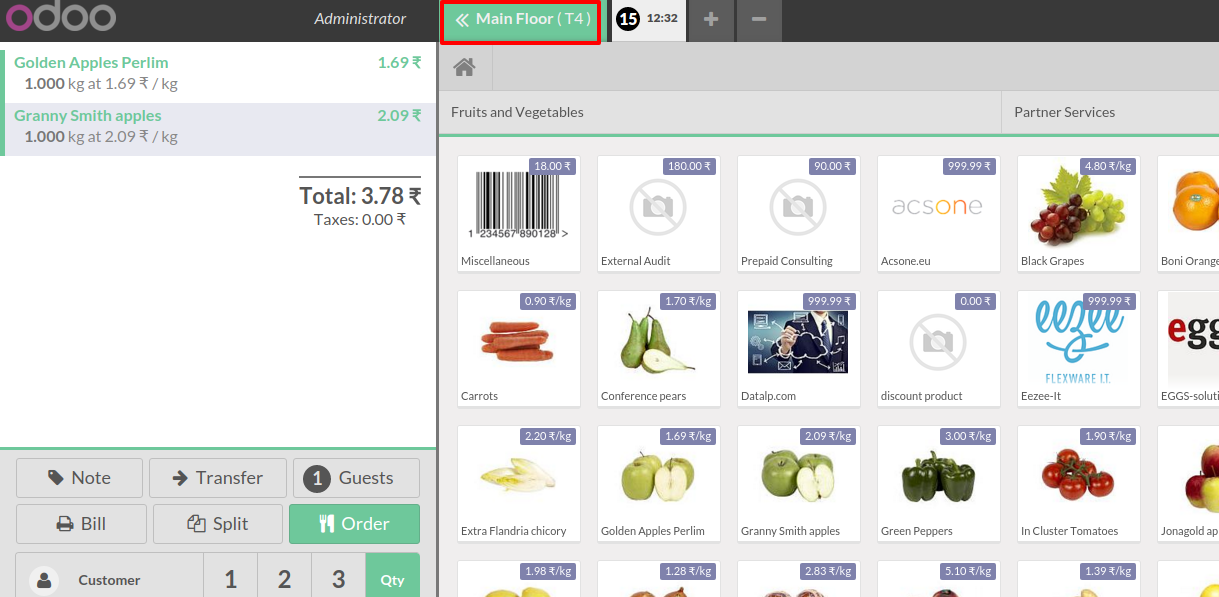 odoo
Administrator
Main Floor ( T4 )
15 12:32
+ −
Golden Apples Perlim 1.69 ₹
1.000 kg at 1.69 ₹ / kg
Granny Smith apples 2.09 ₹
1.000 kg at 2.09 ₹ / kg
Total: 3.78 ₹
Taxes: 0.00 ₹
Note Transfer 1 Guests
Bill Split Order
Customer 1 2 3 Qty
Fruits and Vegetables Partner Services
18.00 ₹ 180.00 ₹ 90.00 ₹ 999.99 ₹ 4.80 ₹/kg
1 234567 890128 >
acsone
Miscellaneous External Audit Prepaid Consulting Acsone.eu Black Grapes Boni Orange
0.90 ₹/kg 1.70 ₹/kg 999.99 ₹ 0.00 ₹ 999.99 ₹
eezee
FLEXWARE I.T.
egg
Carrots Conference pears Datalp.com discount product Eezee-It EGGS-soluti
2.20 ₹/kg 1.69 ₹/kg 2.09 ₹/kg 3.00 ₹/kg 1.90 ₹/kg
Extra Flandria chicory Golden Apples Perlim Granny Smith apples Green Peppers In Cluster Tomatoes Jonagold ap
1.98 ₹/kg 1.28 ₹/kg 2.83 ₹/kg 5.10 ₹/kg 1.39 ₹/kg